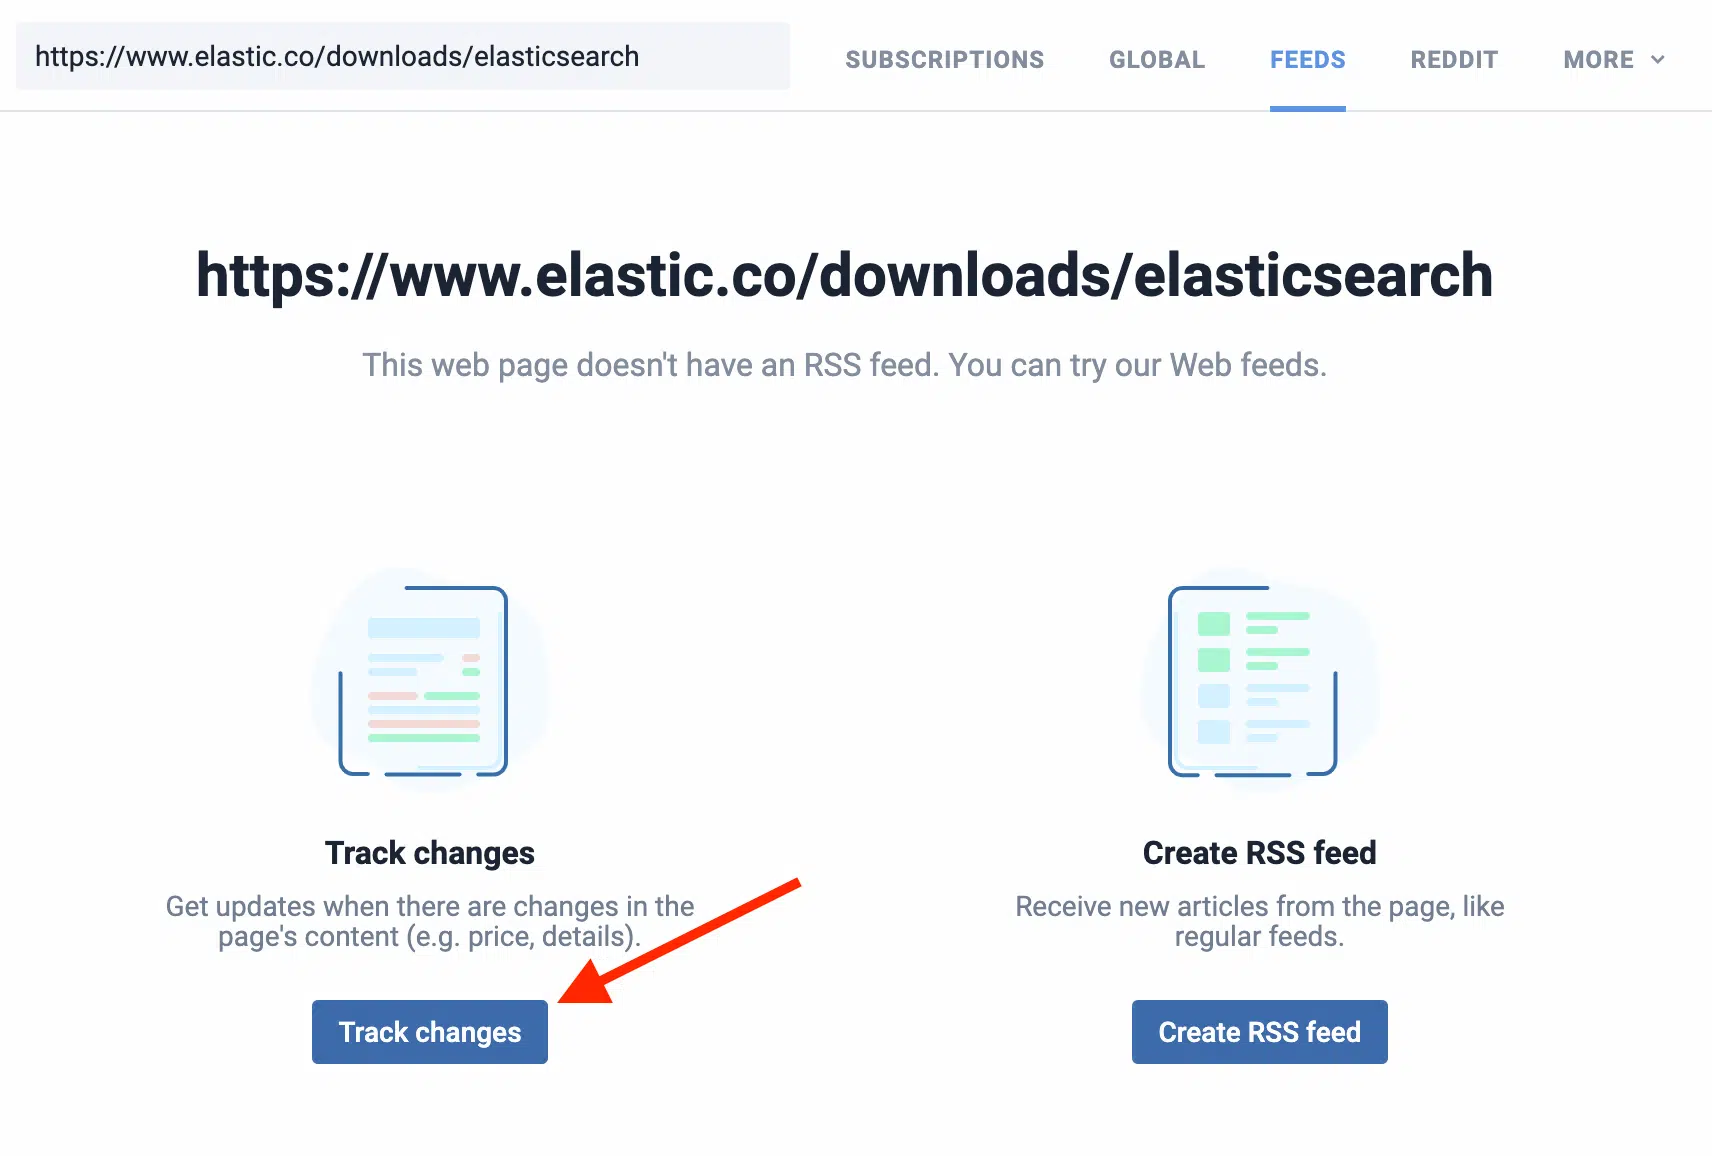 https://www.elastic.co/downloads/elasticsearch
SUBSCRIPTIONS GLOBAL FEEDS REDDIT MORE
https://www.elastic.co/downloads/elasticsearch
This web page doesn't have an RSS feed. You can try our Web feeds.
Track changes
Get updates when there are changes in the
page's content (e.g. price, details).
Track changes
Create RSS feed
Receive new articles from the page, like
regular feeds.
Create RSS feed